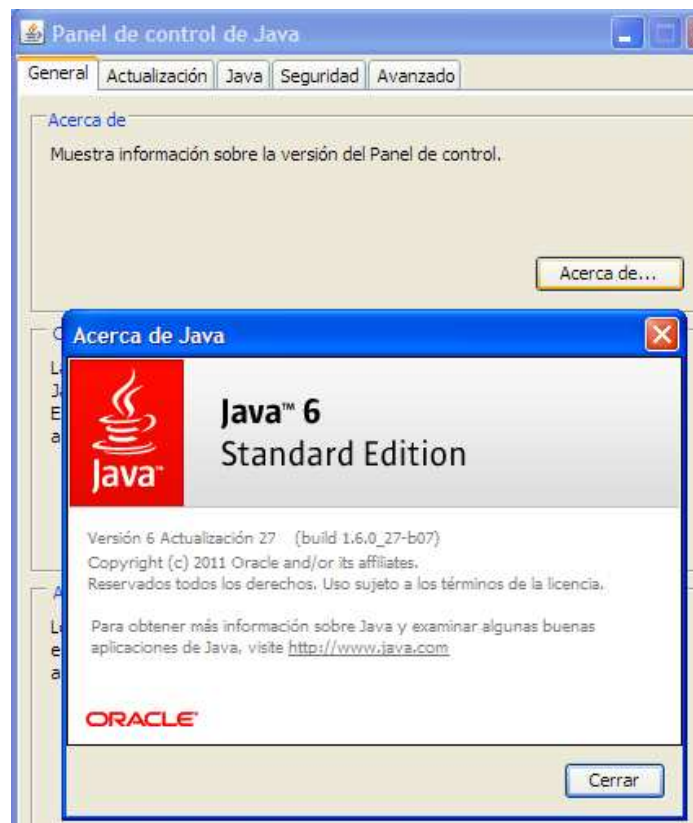 Panel de control de Java
General Actualización Java Seguridad Avanzado
Acerca de
Muestra información sobre la versión del Panel de control.
Acerca de...
Acerca de Java
Java
Java™ 6
Standard Edition
Versión 6 Actualización 27 (build 1.6.0_27-b07)
Copyright (c) 2011 Oracle and/or its affiliates.
Reservados todos los derechos. Uso sujeto a los términos de la licencia.
Para obtener más información sobre Java y examinar algunas buenas
aplicaciones de Java, visite http://www.java.com
ORACLE
Cerrar